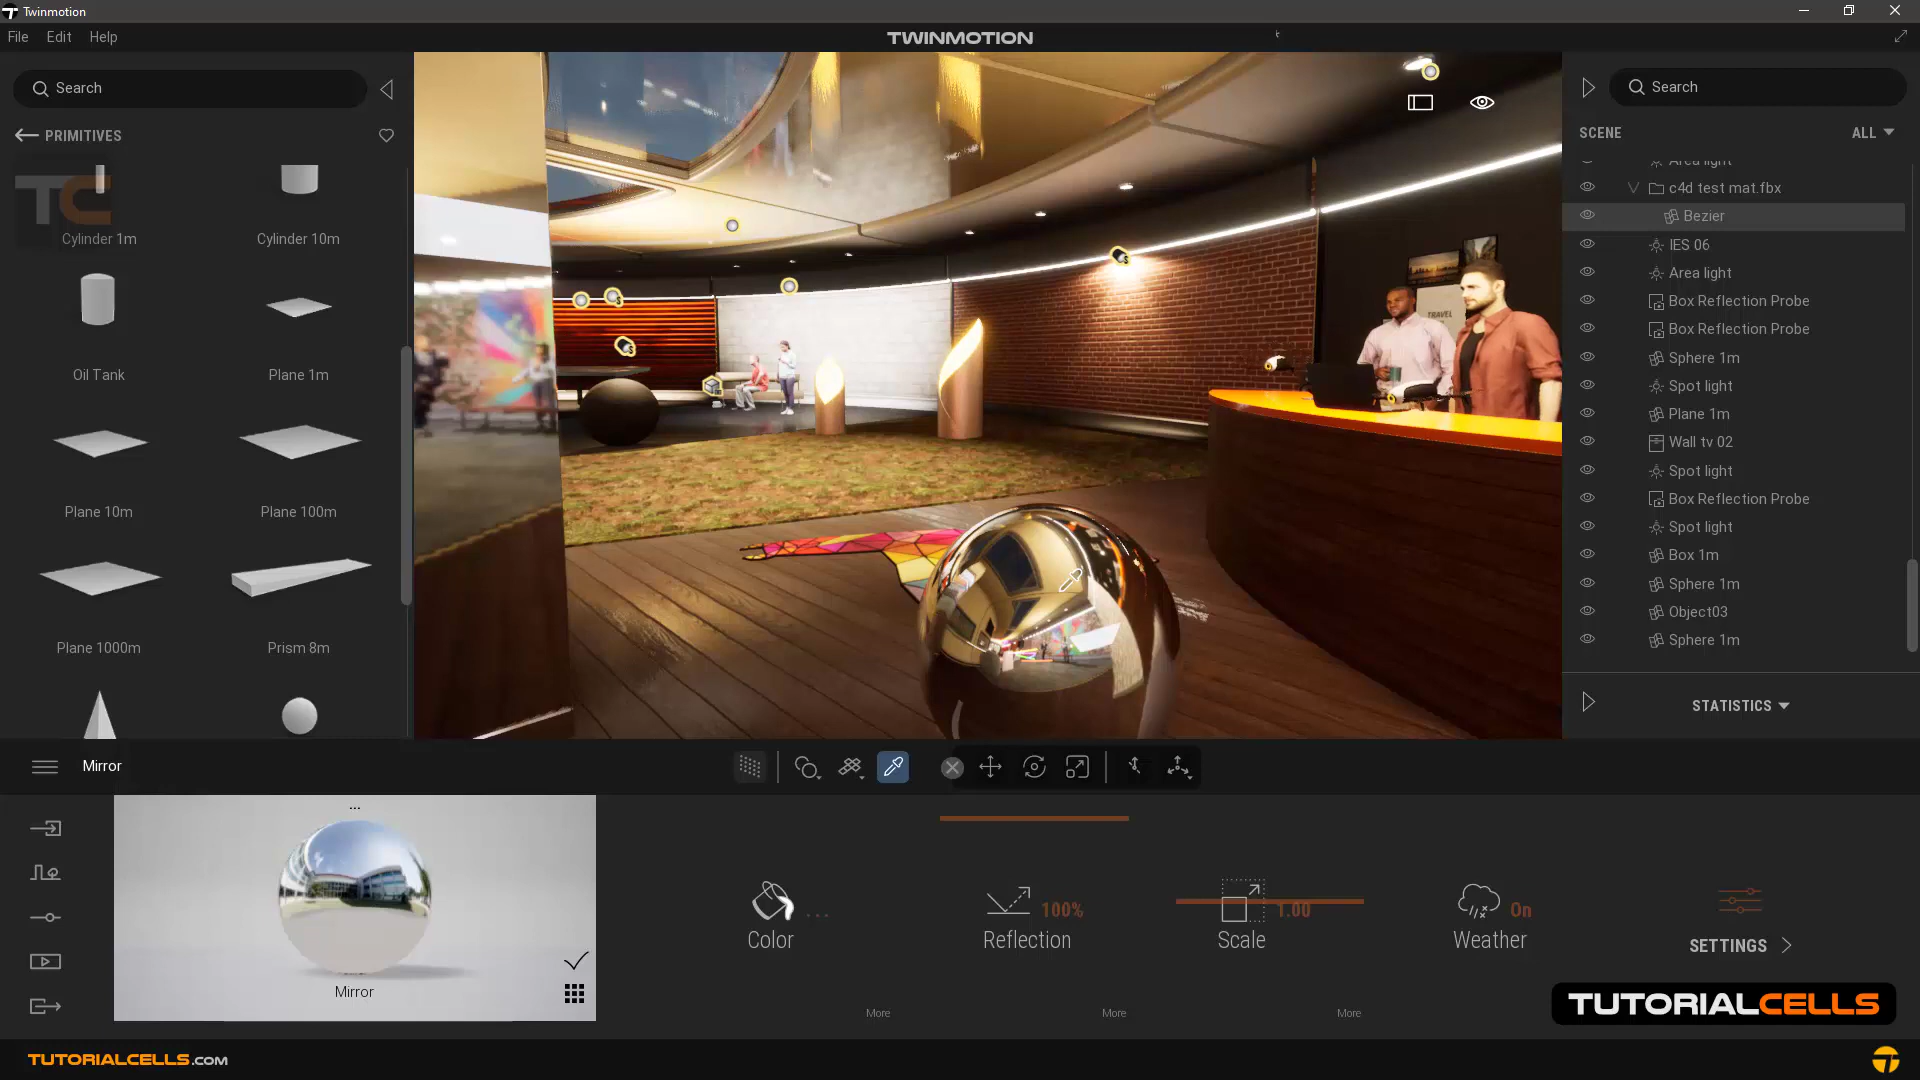 Twinmotion
File Edit Help
TWINMOTION
Search
PRIMITIVES
TC
Cylinder 1m
Cylinder 10m
Oil Tank
Plane 1m
Plane 10m
Plane 100m
Plane 1000m
Prism 8m
TRAVEL
Search
SCENE
ALL
Area light
c4d test mat.fbx
Bezier
IES 06
Area light
Box Reflection Probe
Box Reflection Probe
Sphere 1m
Spot light
Plane 1m
Wall tv 02
Spot light
Box Reflection Probe
Spot light
Box 1m
Sphere 1m
Object03
Sphere 1m
STATISTICS
Mirror
...
Mirror
...
Color
More
100%
Reflection
More
1.00
Scale
More
On
Weather
SETTINGS
TUTORIALCELLS
TUTORIALCELLS.COM